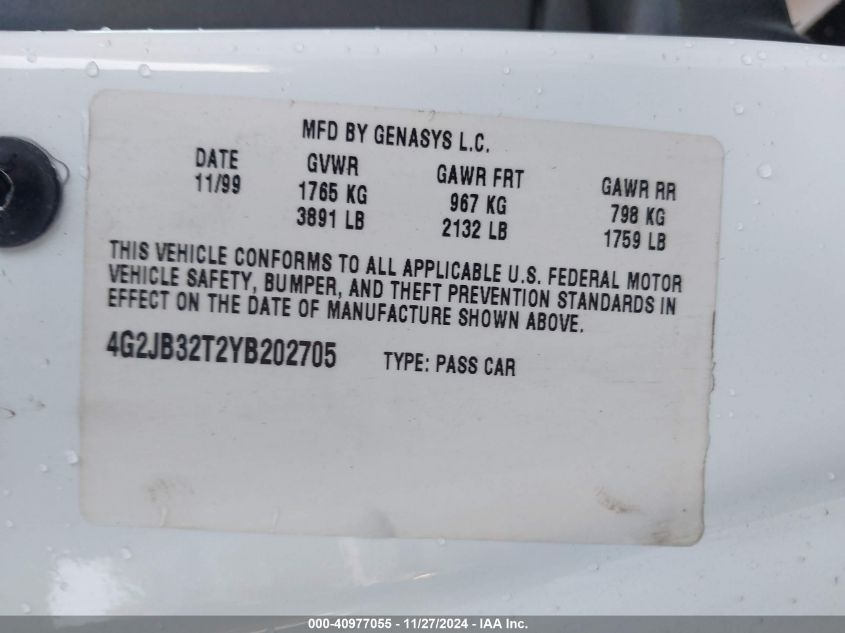 MFD BY GENASYS L.C.
DATE GVWR GAWR FRT GAWR RR
11/99 1765 KG 967 KG 798 KG
3891 LB 2132 LB 1759 LB
THIS VEHICLE CONFORMS TO ALL APPLICABLE U.S. FEDERAL MOTOR
VEHICLE SAFETY, BUMPER, AND THEFT PREVENTION STANDARDS IN
EFFECT ON THE DATE OF MANUFACTURE SHOWN ABOVE.
4G2JB32T2YB202705 TYPE: PASS CAR
000-40977055 - 11/27/2024 - IAA Inc.